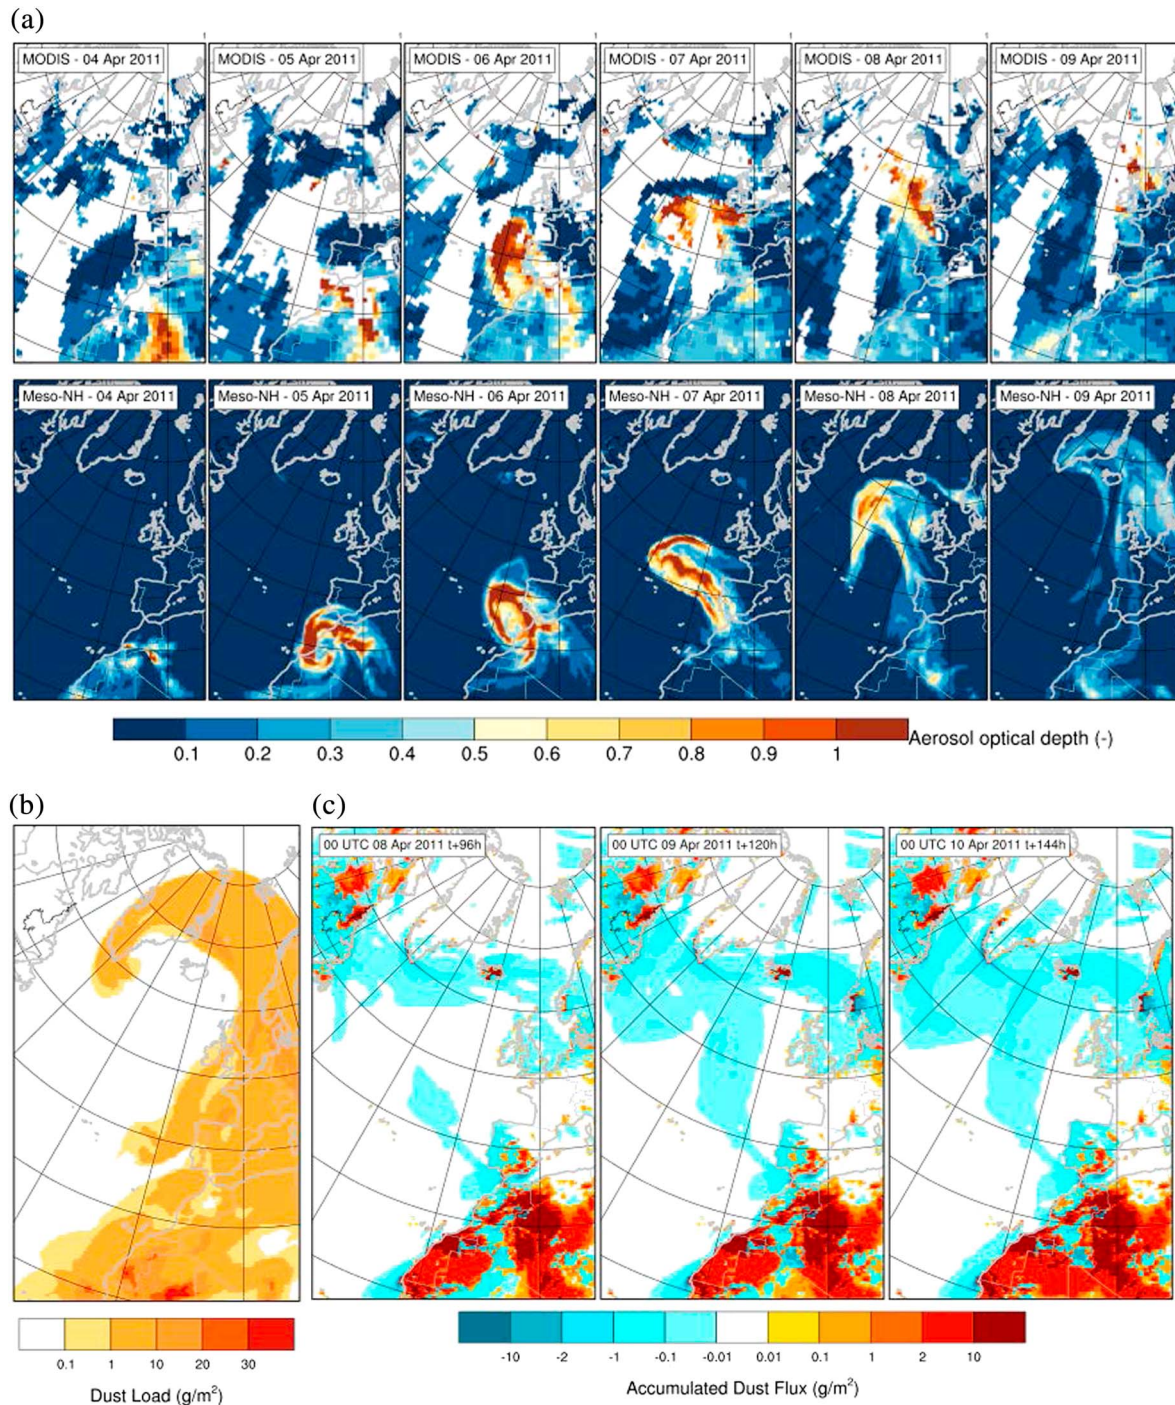 (a)
MODIS - 04 Apr 2011
MODIS - 05 Apr 2011
MODIS - 06 Apr 2011
MODIS - 07 Apr 2011
MODIS - 08 Apr 2011
MODIS - 09 Apr 2011
Meso-NH - 04 Apr 2011
Meso-NH - 05 Apr 2011
Meso-NH - 06 Apr 2011
Meso-NH - 07 Apr 2011
Meso-NH - 08 Apr 2011
Meso-NH - 09 Apr 2011
0.1 0.2 0.3 0.4 0.5 0.6 0.7 0.8 0.9 1
Aerosol optical depth (-)
(b)
0.1 1 10 20 30
Dust Load (g/m²)
(c)
00 UTC 08 Apr 2011 t+96h
00 UTC 09 Apr 2011 t+120h
00 UTC 10 Apr 2011 t+144h
-10 -2 -1 -0.1 -0.01 0.01 0.1 1 2 10
Accumulated Dust Flux (g/m²)